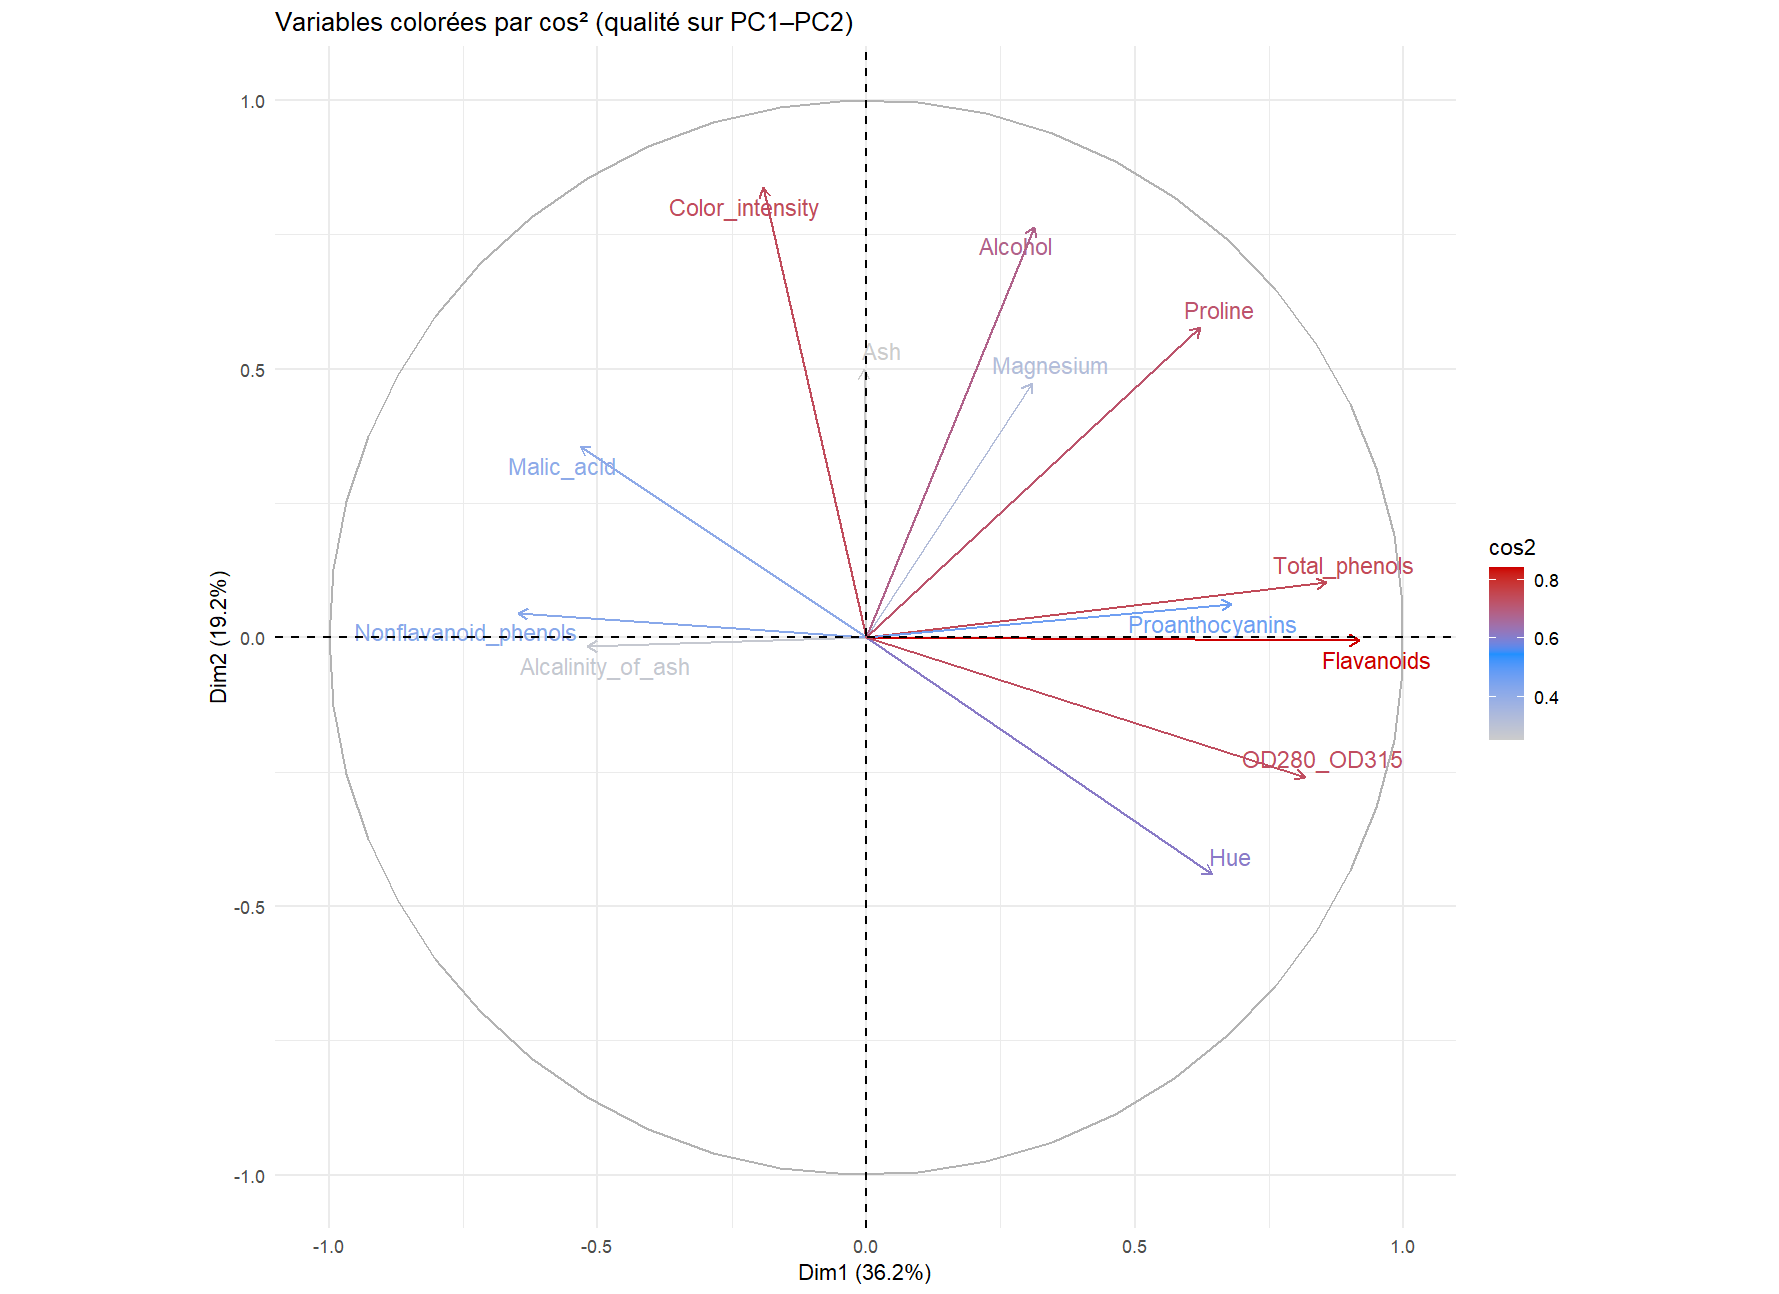 Variables colorées par cos² (qualité sur PC1–PC2)
1.0
Color_intensity
Alcohol
Proline
Ash
Magnesium
0.5
Malic_acid
cos2
Total_phenols
0.8
Proanthocyanins
Nonflavanoid_phenols
0.0
0.6
Flavanoids
Alcalinity_of_ash
Dim2 (19.2%)
0.4
OD280_OD315
Hue
-0.5
-1.0
-1.0
-0.5
0.0
0.5
1.0
Dim1 (36.2%)